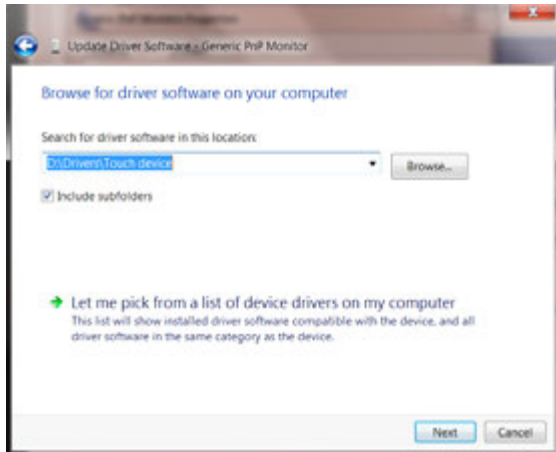 Update Driver Software - Generic PnP Monitor
Browse for driver software on your computer
Search for driver software in this location:
D:\Drivers\Touch device
Browse...
Include subfolders
Let me pick from a list of device drivers on my computer
This list will show installed driver software compatible with the device, and all
driver software in the same category as the device.
Next
Cancel